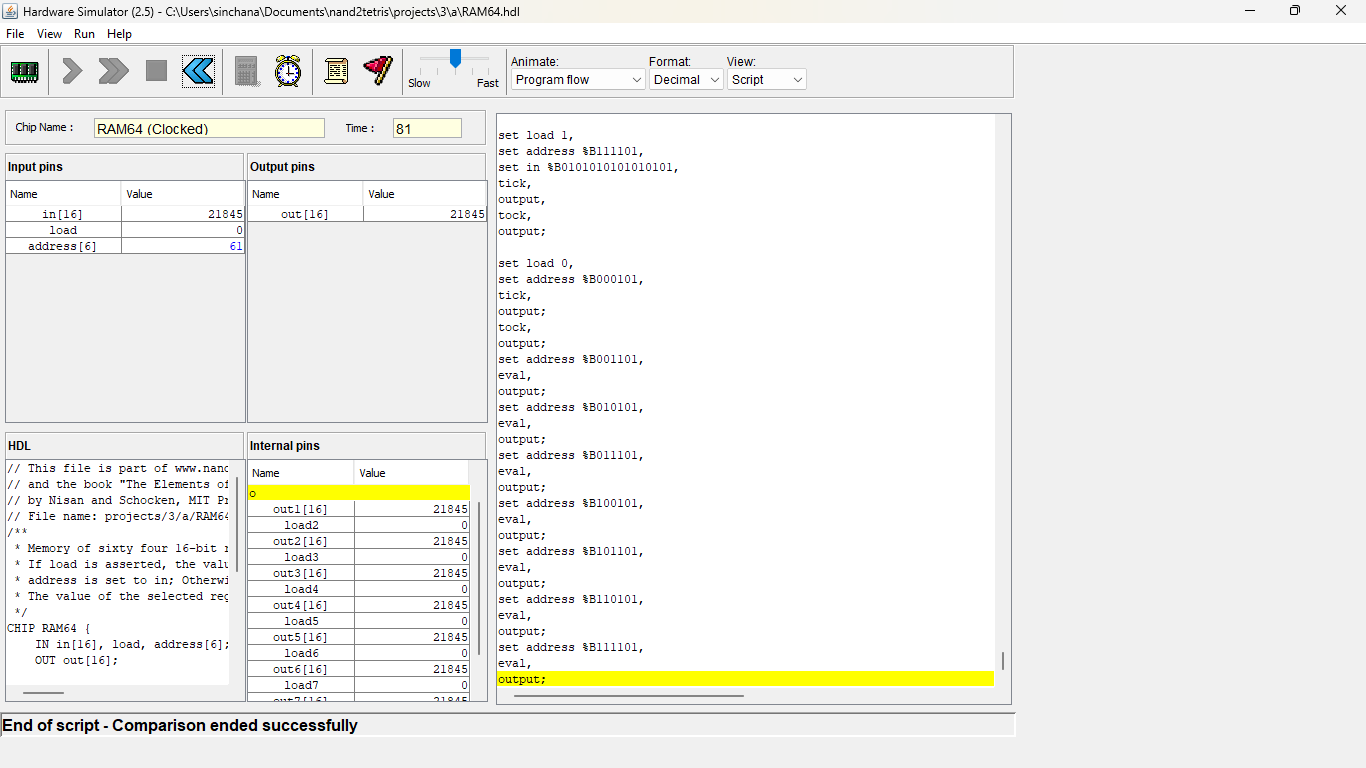 Hardware Simulator (2.5) - C:\Users\sinchana\Documents\nand2tetris\projects\3\a\RAM64.hdl
File View Run Help
Slow Fast
Animate: Format: View:
Program flow Decimal Script
Chip Name : RAM64 (Clocked) Time : 81
Input pins
Name Value
in[16] 21845
load 0
address[6] 61
Output pins
Name Value
out[16] 21845
HDL
// This file is part of www.nand
// and the book "The Elements of
// by Nisan and Schocken, MIT Pr
// File name: projects/3/a/RAM64
/**
* Memory of sixty four 16-bit r
* If load is asserted, the valu
* address is set to in; Otherwi
* The value of the selected reg
*/
CHIP RAM64 {
IN in[16], load, address[6];
OUT out[16];
Internal pins
Name Value
o
out1[16] 21845
load2 0
out2[16] 21845
load3 0
out3[16] 21845
load4 0
out4[16] 21845
load5 0
out5[16] 21845
load6 0
out6[16] 21845
load7 0
out7[16] 21845
set load 1,
set address %B111101,
set in %B0101010101010101,
tick,
output,
tock,
output;
set load 0,
set address %B000101,
tick,
output;
tock,
output;
set address %B001101,
eval,
output;
set address %B010101,
eval,
output;
set address %B011101,
eval,
output;
set address %B100101,
eval,
output;
set address %B101101,
eval,
output;
set address %B110101,
eval,
output;
set address %B111101,
eval,
output;
End of script - Comparison ended successfully